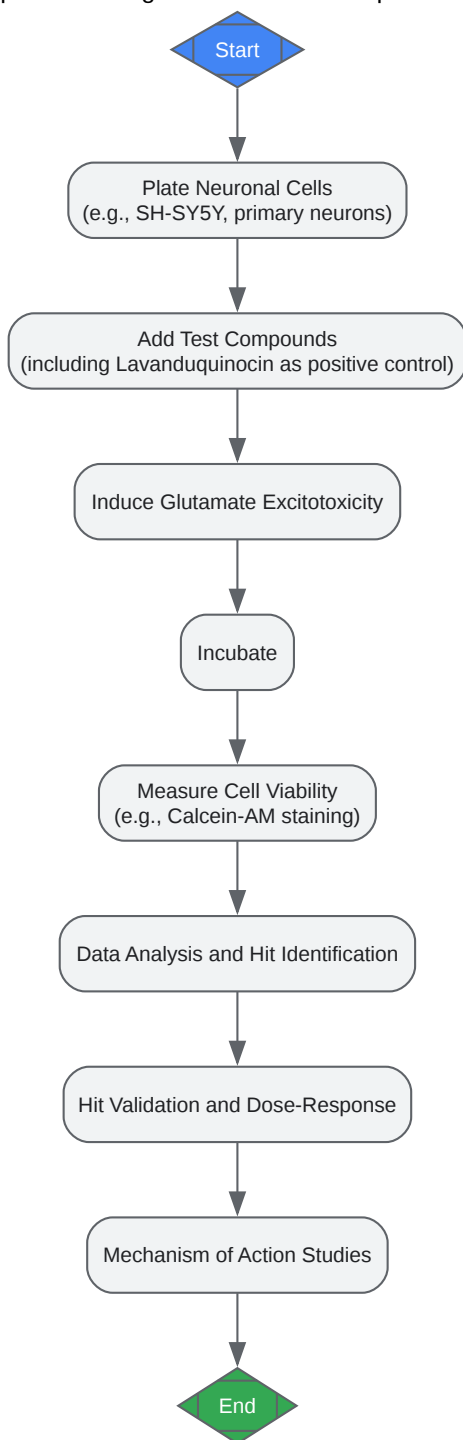 Start
Plate Neuronal Cells
(e.g., SH-SY5Y, primary neurons)
Add Test Compounds
(including Lavanduquinocin as positive control)
Induce Glutamate Excitotoxicity
Incubate
Measure Cell Viability
(e.g., Calcein-AM staining)
Data Analysis and Hit Identification
Hit Validation and Dose-Response
Mechanism of Action Studies
End